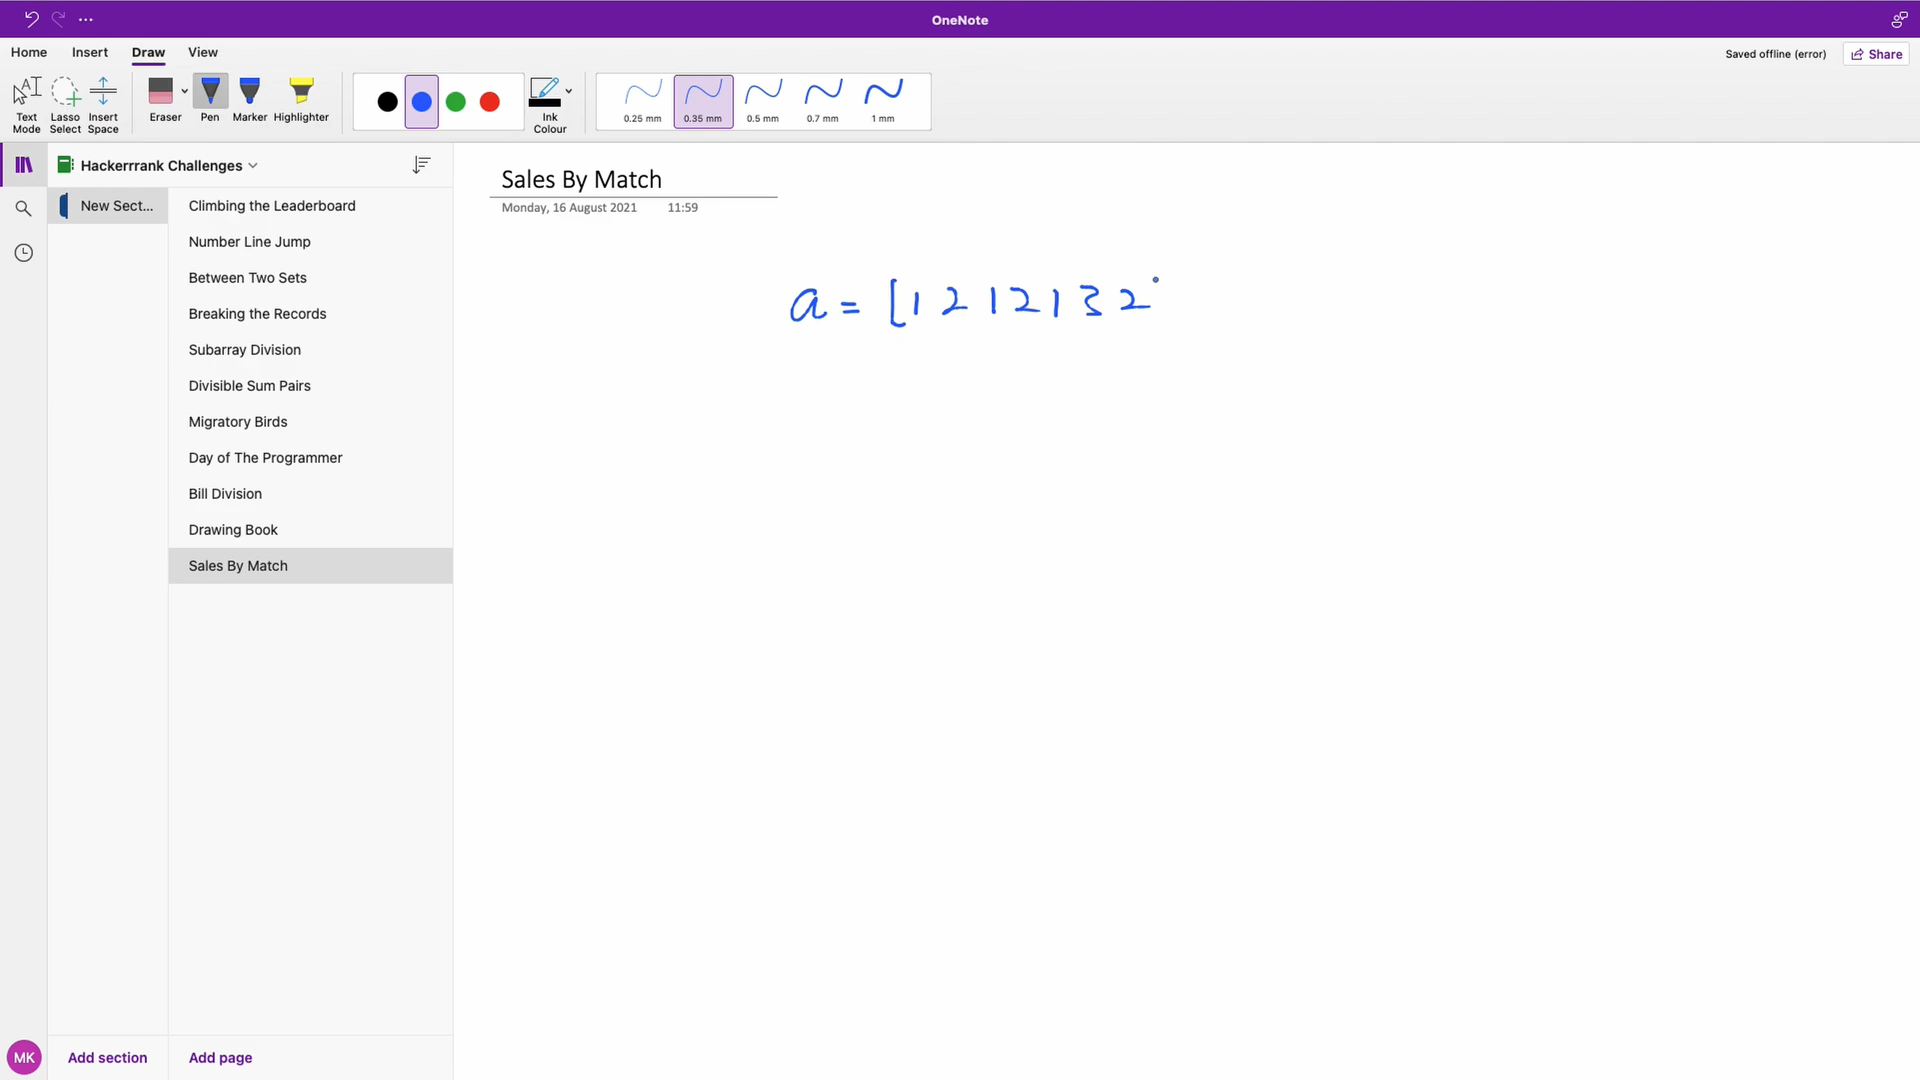 OneNote
Home Insert Draw View
Saved offline (error) Share
Text Mode
Lasso Select
Insert Space
Eraser
Pen
Marker
Highlighter
Ink Colour
0.25 mm
0.35 mm
0.5 mm
0.7 mm
1 mm
Hackerrrank Challenges
New Sect...
Climbing the Leaderboard
Number Line Jump
Between Two Sets
Breaking the Records
Subarray Division
Divisible Sum Pairs
Migratory Birds
Day of The Programmer
Bill Division
Drawing Book
Sales By Match
Sales By Match
Monday, 16 August 2021 11:59
a = [1 2 1 2 1 3 2
MK
Add section
Add page